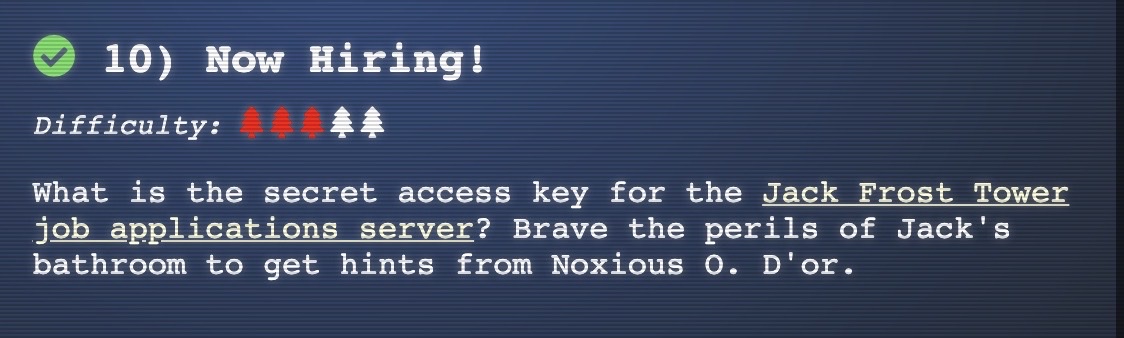 10) Now Hiring!
Difficulty:
What is the secret access key for the Jack Frost Tower
job applications server? Brave the perils of Jack's
bathroom to get hints from Noxious O. D'or.